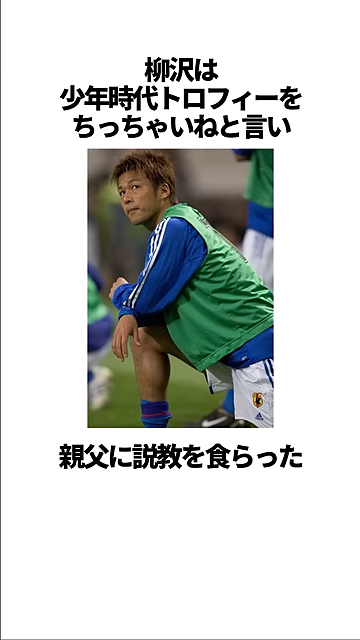 柳沢は
少年時代トロフィーを
ちっちゃいねと言い
親父に説教を食らった